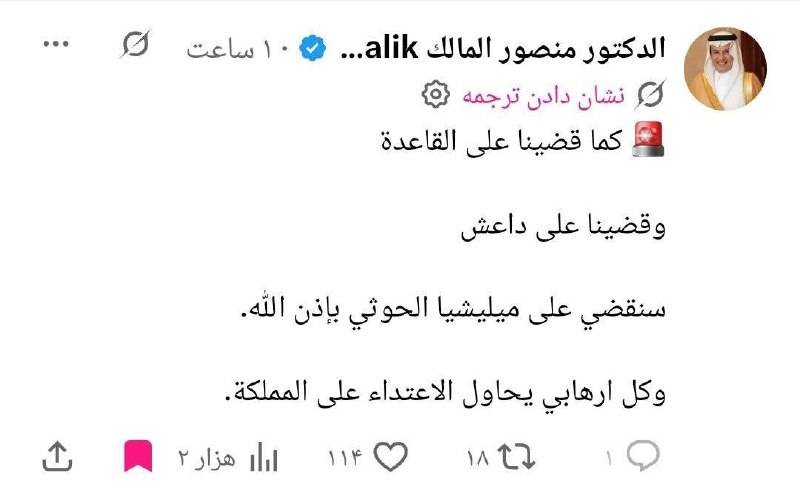 الدكتور منصور المالك alik...
۱۰ ساعت
نشان دادن ترجمه
كما قضينا على القاعدة
وقضينا على داعش
سنقضي على ميليشيا الحوثي بإذن الله.
وكل ارهابي يحاول الاعتداء على المملكة.
۱
۱۸
۱۱۴
۲ هزار